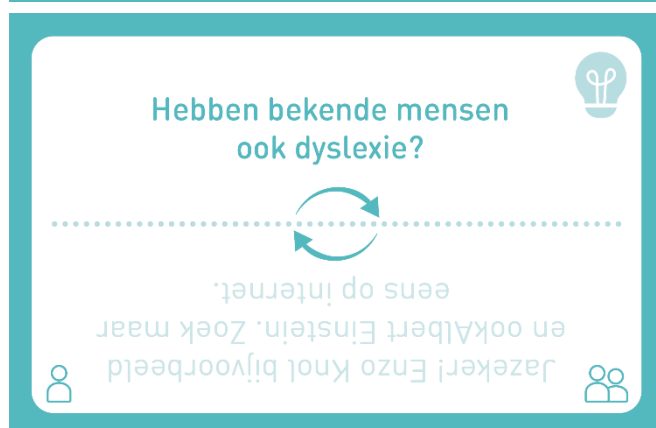 Hebben bekende mensen
ook dyslexie?
Jazeker! Enzo Knol bijvoorbeeld
en ookAlbert Einstein. Zoek maar
eens op internet.